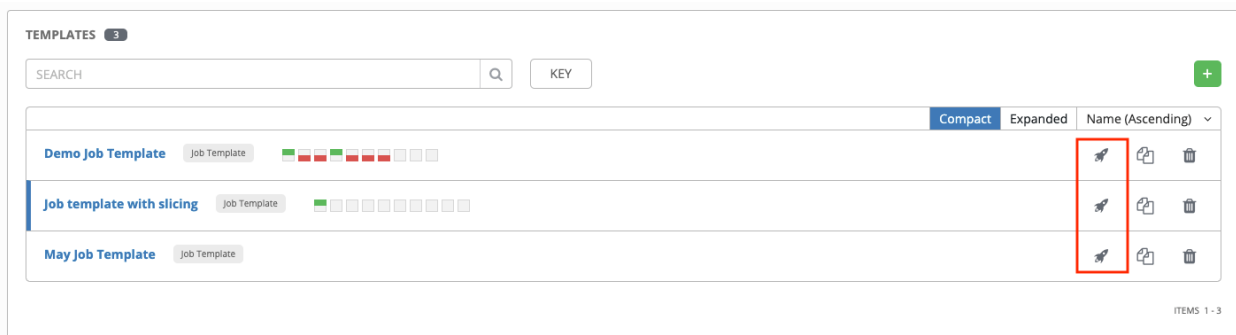 TEMPLATES 3
SEARCH KEY +
Compact Expanded Name (Ascending)
Demo Job Template Job Template
Job template with slicing Job Template
May Job Template Job Template
ITEMS 1 - 3